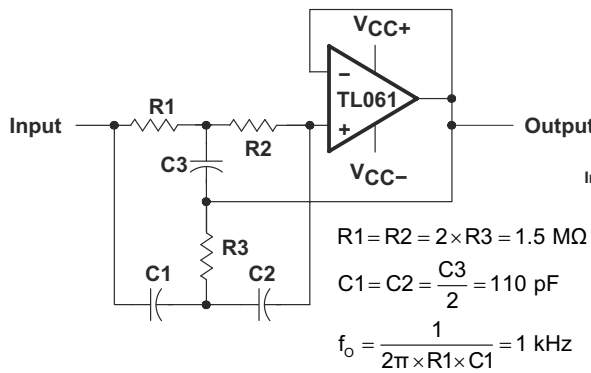 VCC+
R1
−
TL061
Input
R2
+
Output
C3
VCC−
In
R3
R1 = R2 = 2 × R3 = 1.5 MΩ
C1
C2
C1 = C2 = C3/2 = 110 pF
fO = 1/(2π × R1 × C1) = 1 kHz